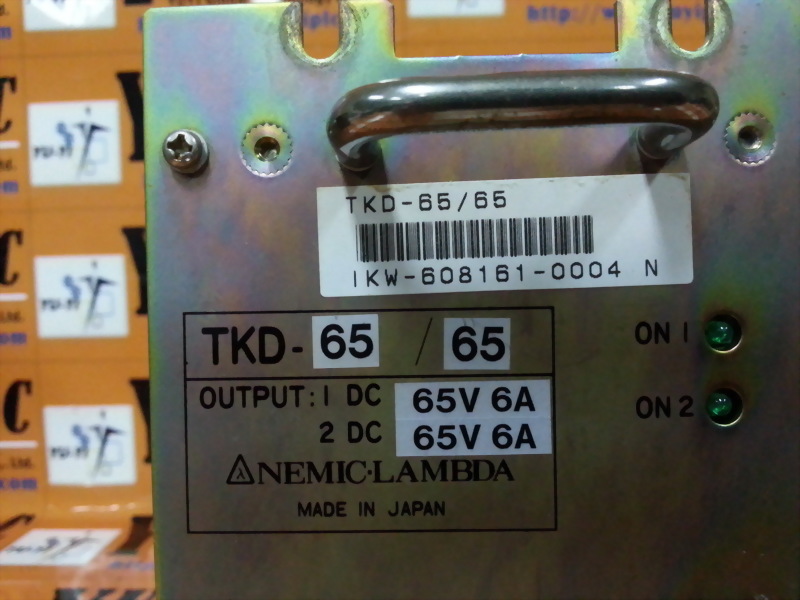 TKD-65/65
IKW-608161-0004 N
TKD-65 / 65
OUTPUT: 1 DC 65V 6A
2 DC 65V 6A
NEMIC·LAMBDA
MADE IN JAPAN
ON 1
ON 2